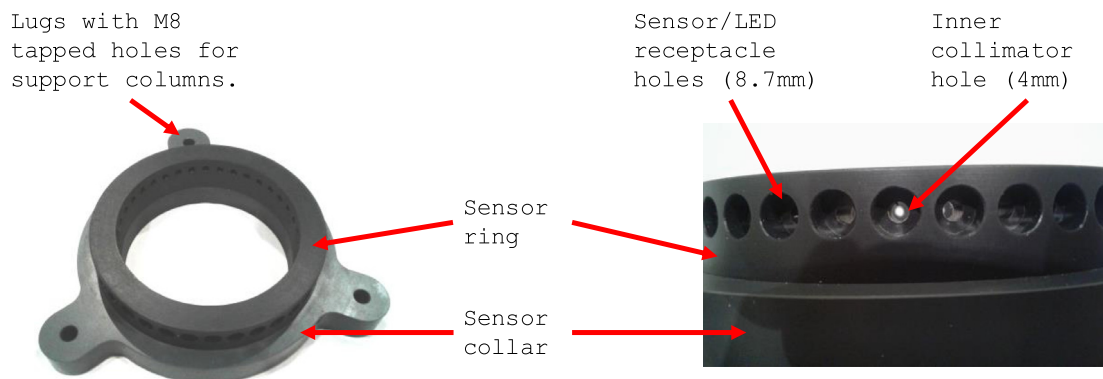 Lugs with M8
tapped holes for
support columns.
Sensor/LED
receptacle
holes (8.7mm)
Inner
collimator
hole (4mm)
Sensor
ring
Sensor
collar